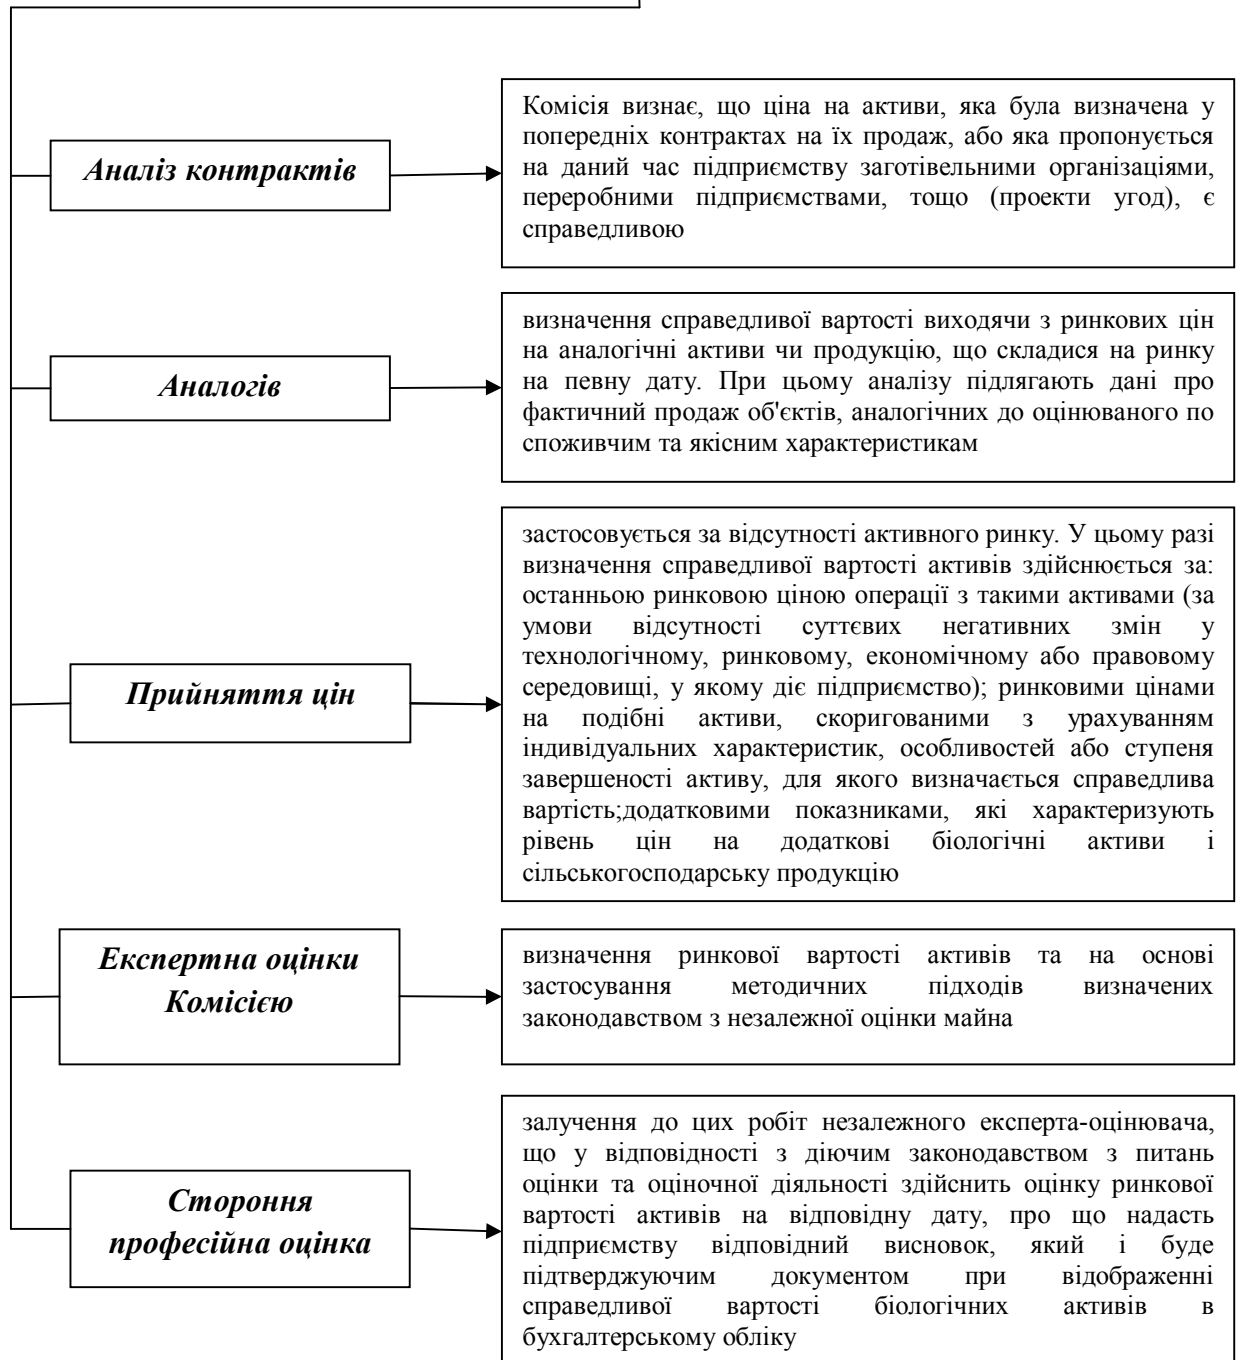 Аналіз контрактів
Комісія визнає, що ціна на активи, яка була визначена у
попередніх контрактах на їх продаж, або яка пропонується
на даний час підприємству заготівельними організаціями,
переробними підприємствами, тощо (проекти угод), є
справедливою
Аналогів
визначення справедливої вартості виходячи з ринкових цін
на аналогічні активи чи продукцію, що складися на ринку
на певну дату. При цьому аналізу підлягають дані про
фактичний продаж об'єктів, аналогічних до оцінюваного по
споживчим та якісним характеристикам
Прийняття цін
застосовується за відсутності активного ринку. У цьому разі
визначення справедливої вартості активів здійснюється за:
останньою ринковою ціною операції з такими активами (за
умови відсутності суттєвих негативних змін у
технологічному, ринковому, економічному або правовому
середовищі, у якому діє підприємство); ринковими цінами
на подібні активи, скоригованими з урахуванням
індивідуальних характеристик, особливостей або ступеня
завершеності активу, для якого визначається справедлива
вартість;додатковими показниками, які характеризують
рівень цін на додаткові біологічні активи і
сільськогосподарську продукцію
Експертна оцінки
Комісією
визначення ринкової вартості активів та на основі
застосування методичних підходів визначених
законодавством з незалежної оцінки майна
Стороння
професійна оцінка
залучення до цих робіт незалежного експерта-оцінювача,
що у відповідності з діючим законодавством з питань
оцінки та оціночної діяльності здійснить оцінку ринкової
вартості активів на відповідну дату, про що надасть
підприємству відповідний висновок, який і буде
підтверджуючим документом при відображенні
справедливої вартості біологічних активів в
бухгалтерському обліку